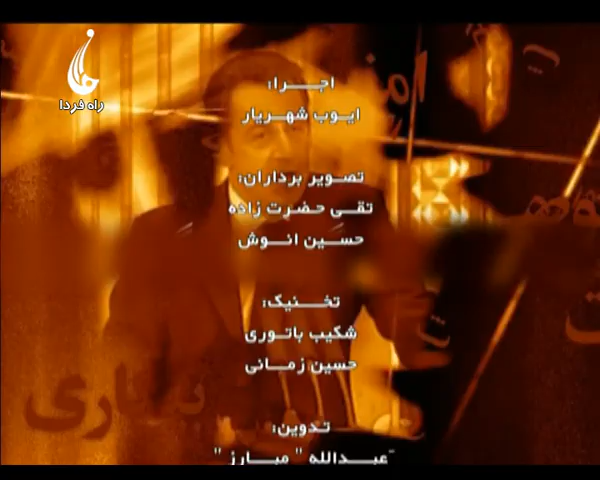 راه فردا
اجرا:
ایوب شهریار
تصویر برداران:
تقی حضرت زاده
حسین انوش
تخنیک:
شکیب باتوری
حسین زمانی
تدوین:
عبدالله " مبارز "